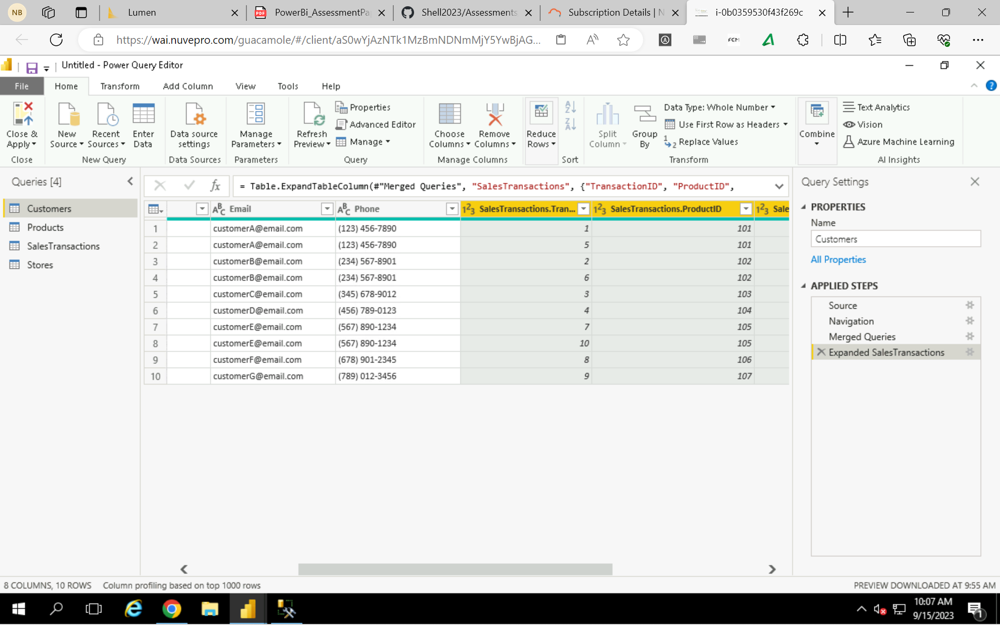 NB
Lumen
PowerBi_AssessmentPa
Shell2023/Assessments
Subscription Details | N
i-0b0359530f43f269c
https://wai.nuvepro.com/guacamole/#/client/aS0wYjAzNTk1MzBmNDNmMjY5YwBjAG...
Untitled - Power Query Editor
File Home Transform Add Column View Tools Help
Close & Apply
Close
New Source
Recent Sources
Enter Data
New Query
Data source settings
Data Sources
Manage Parameters
Parameters
Refresh Preview
Properties
Advanced Editor
Manage
Query
Choose Columns
Remove Columns
Manage Columns
Reduce Rows
Sort
Split Column
Group By
Data Type: Whole Number
Use First Row as Headers
Replace Values
Transform
Combine
Text Analytics
Vision
Azure Machine Learning
AI Insights
Queries [4]
Customers
Products
SalesTransactions
Stores
fx = Table.ExpandTableColumn(#"Merged Queries", "SalesTransactions", {"TransactionID", "ProductID",
ABC Email ABC Phone 123 SalesTransactions.Tran... 123 SalesTransactions.ProductID 123 Sale
1 customerA@email.com (123) 456-7890 1 101
2 customerA@email.com (123) 456-7890 5 101
3 customerB@email.com (234) 567-8901 2 102
4 customerB@email.com (234) 567-8901 6 102
5 customerC@email.com (345) 678-9012 3 103
6 customerD@email.com (456) 789-0123 4 104
7 customerE@email.com (567) 890-1234 7 105
8 customerE@email.com (567) 890-1234 10 105
9 customerF@email.com (678) 901-2345 8 106
10 customerG@email.com (789) 012-3456 9 107
Query Settings
PROPERTIES
Name
Customers
All Properties
APPLIED STEPS
Source
Navigation
Merged Queries
Expanded SalesTransactions
8 COLUMNS, 10 ROWS Column profiling based on top 1000 rows
PREVIEW DOWNLOADED AT 9:55 AM
10:07 AM
9/15/2023
1